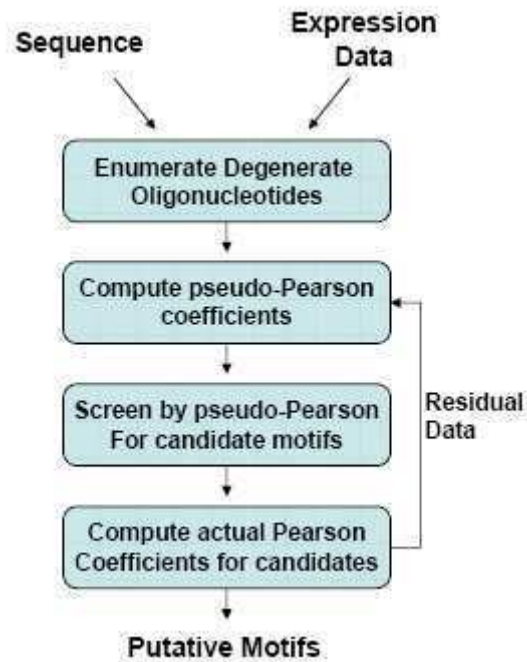 Sequence
Expression
Data
Enumerate Degenerate
Oligonucleotides
Compute pseudo-Pearson
coefficients
Screen by pseudo-Pearson
For candidate motifs
Residual
Data
Compute actual Pearson
Coefficients for candidates
Putative Motifs